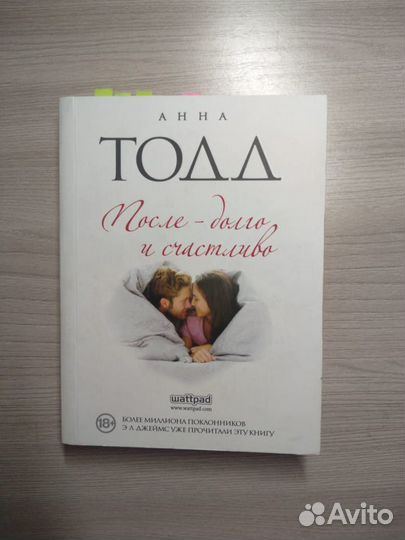 АННА
ТОДД
После – долго
и счастливо
wattpad
www.wattpad.com
18+
БОЛЕЕ МИЛЛИОНА ПОКЛОННИКОВ
Э Л ДЖЕЙМС УЖЕ ПРОЧИТАЛИ ЭТУ КНИГУ
Avito